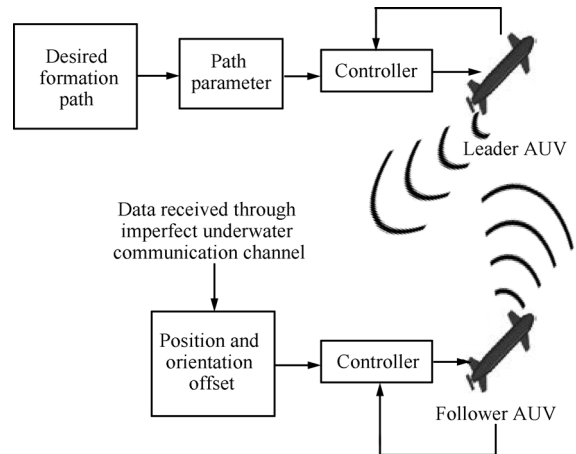 Desired
formation
path
Path
parameter
Controller
Leader AUV
Data received through
imperfect underwater
communication channel
Position and
orientation
offset
Controller
Follower AUV